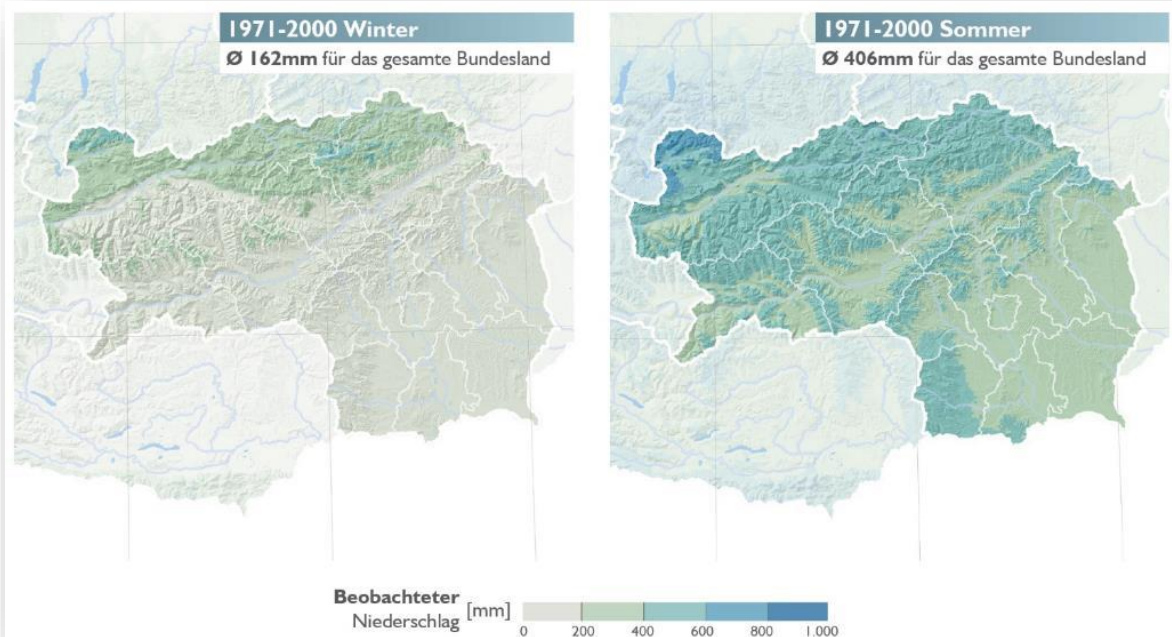 1971-2000 Winter
Ø 162mm für das gesamte Bundesland
1971-2000 Sommer
Ø 406mm für das gesamte Bundesland
Beobachteter
Niederschlag
[mm]
0 200 400 600 800 1.000